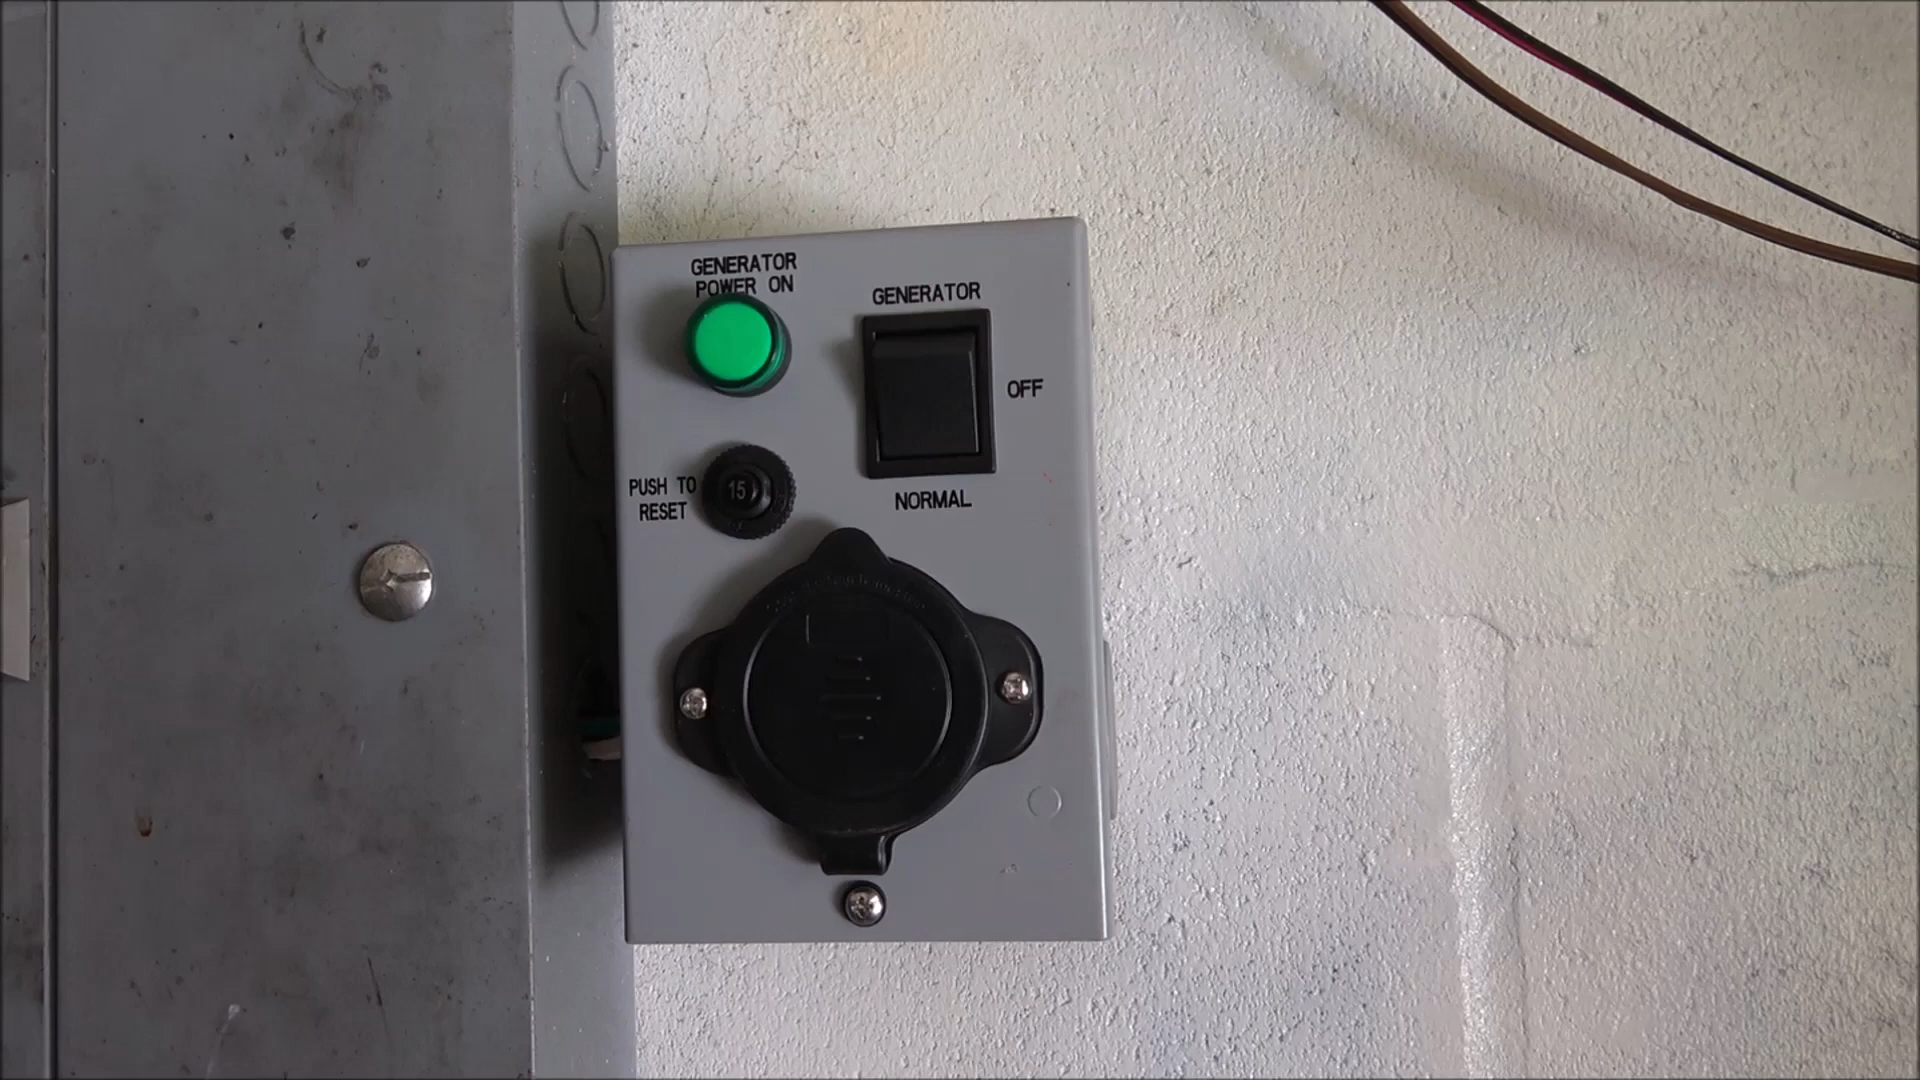 GENERATOR
POWER ON
GENERATOR
OFF
NORMAL
PUSH TO
RESET
15